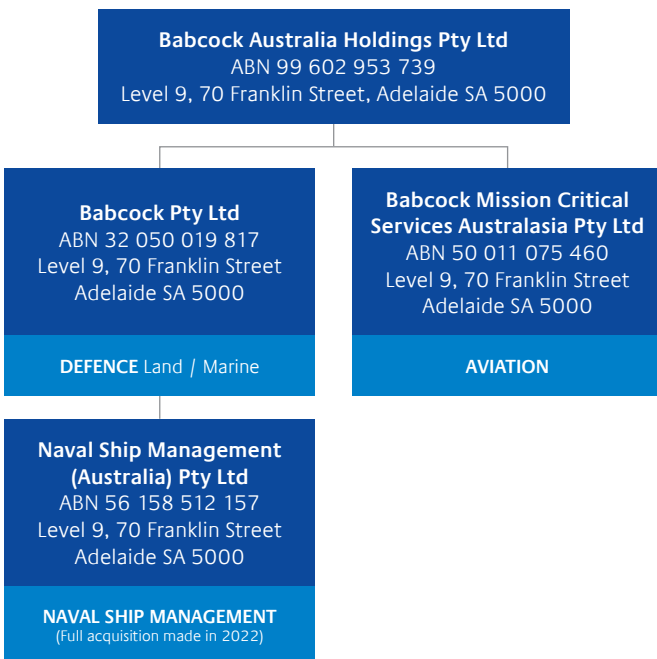 Babcock Australia Holdings Pty Ltd
ABN 99 602 953 739
Level 9, 70 Franklin Street, Adelaide SA 5000
Babcock Pty Ltd
ABN 32 050 019 817
Level 9, 70 Franklin Street
Adelaide SA 5000
DEFENCE Land / Marine
Babcock Mission Critical
Services Australasia Pty Ltd
ABN 50 011 075 460
Level 9, 70 Franklin Street
Adelaide SA 5000
AVIATION
Naval Ship Management
(Australia) Pty Ltd
ABN 56 158 512 157
Level 9, 70 Franklin Street
Adelaide SA 5000
NAVAL SHIP MANAGEMENT
(Full acquisition made in 2022)